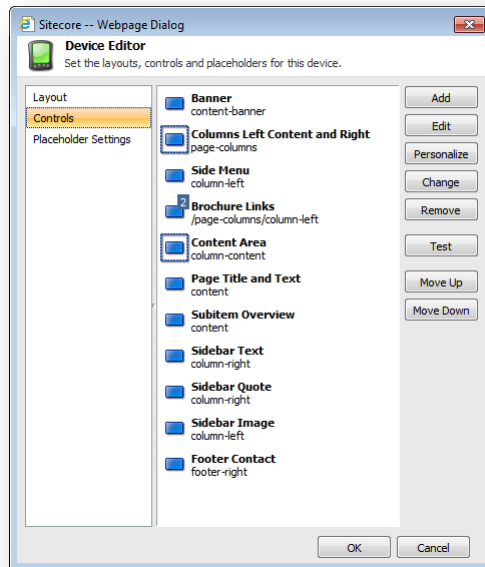 Sitecore -- Webpage Dialog
Device Editor
Set the layouts, controls and placeholders for this device.
Layout
Controls
Placeholder Settings
Banner
content-banner
Columns Left Content and Right
page-columns
Side Menu
column-left
2
Brochure Links
/page-columns/column-left
Content Area
column-content
Page Title and Text
content
Subitem Overview
content
Sidebar Text
column-right
Sidebar Quote
column-right
Sidebar Image
column-left
Footer Contact
footer-right
Add
Edit
Personalize
Change
Remove
Test
Move Up
Move Down
OK
Cancel